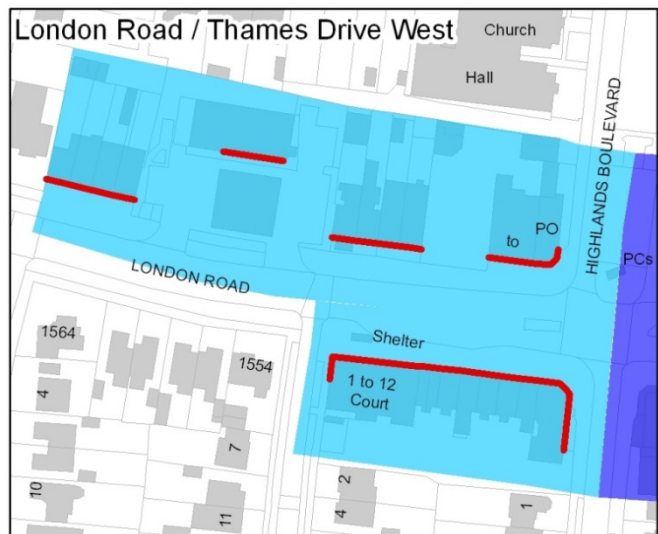 London Road / Thames Drive West
Church
Hall
HIGHLANDS BOULEVARD
PO
to
PCs
LONDON ROAD
Shelter
1564
1554
1 to 12
Court
4
7
2
10
11
4
1